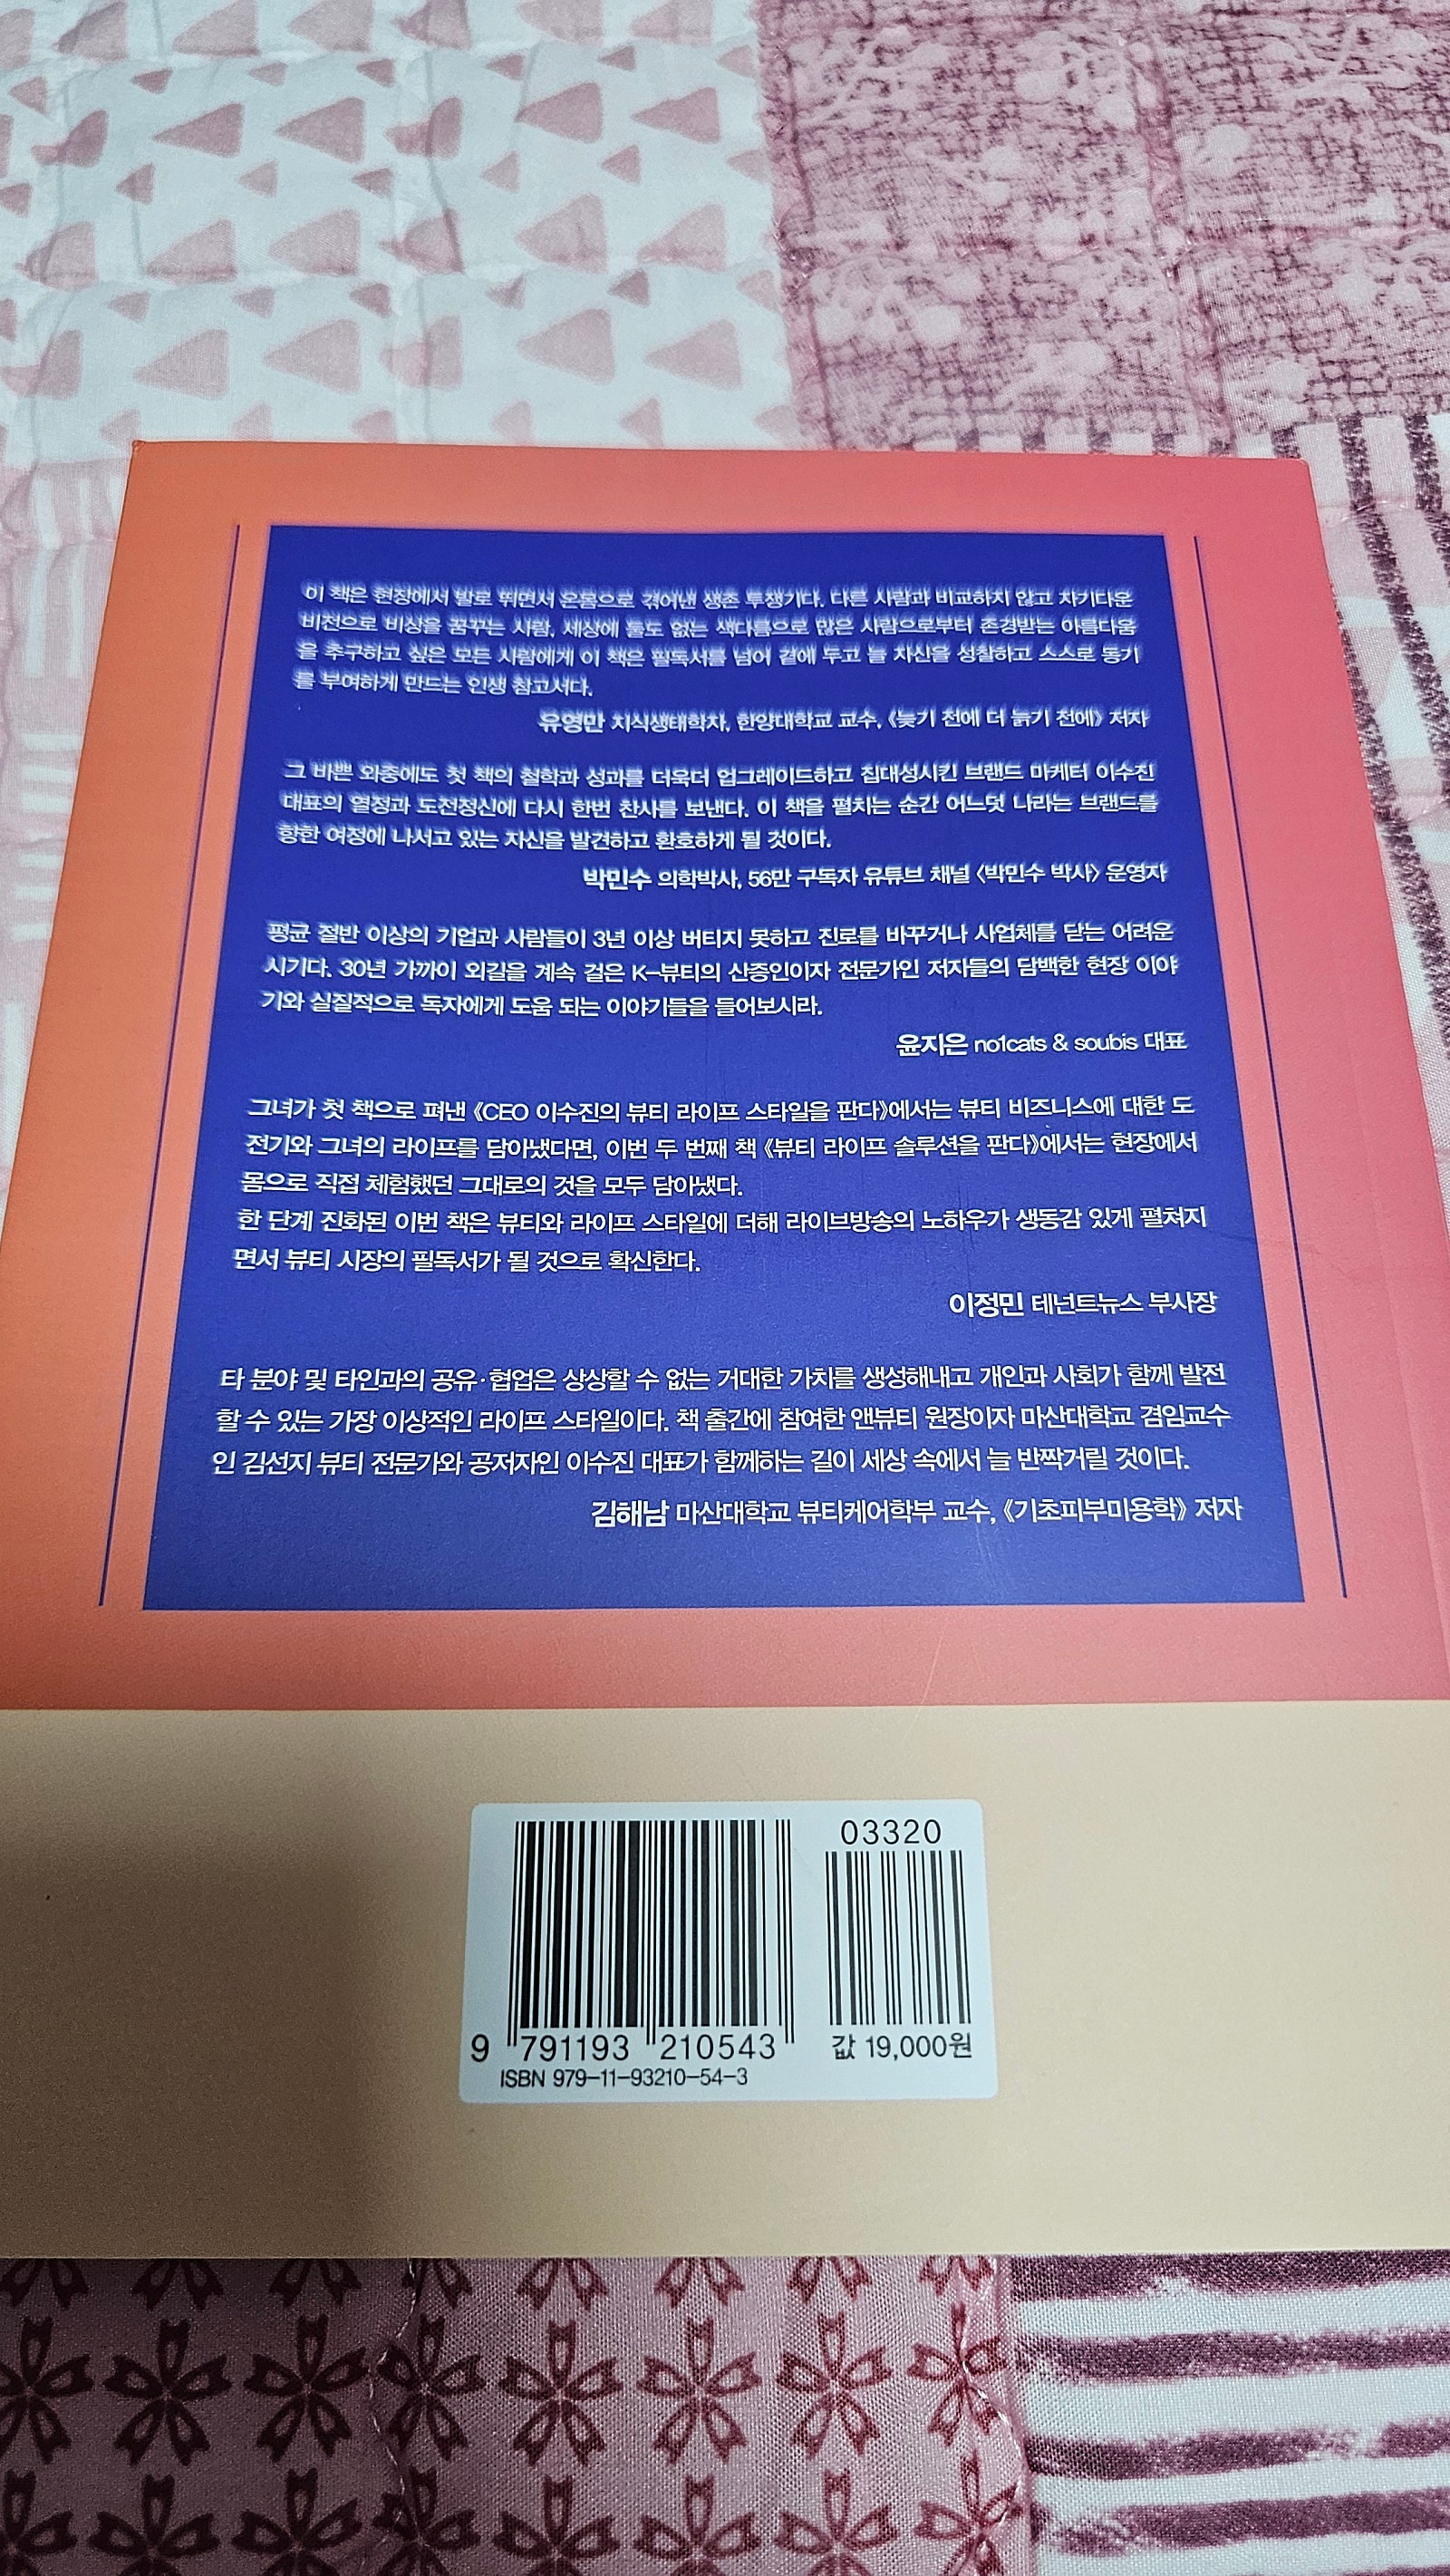 이 책은 현장에서 발로 뛰면서 온몸으로 겪어낸 생존 투쟁기다. 다른 사람과 비교하지 않고 자기다운
비전으로 비상을 꿈꾸는 사람, 세상에 둘도 없는 색다름으로 많은 사람으로부터 존경받는 아름다움
을 추구하고 싶은 모든 사람에게 이 책은 필독서를 넘어 곁에 두고 늘 자신을 성찰하고 스스로 동기
를 부여하게 만드는 인생 참고서다.
유영만 지식생태학자, 한양대학교 교수, 《늦기 전에 더 늙기 전에》 저자
그 바쁜 와중에도 첫 책의 철학과 성과를 더욱더 업그레이드하고 집대성시킨 브랜드 마케터 이수진
대표의 열정과 도전정신에 다시 한번 찬사를 보낸다. 이 책을 펼치는 순간 어느덧 나라는 브랜드를
향한 여정에 나서고 있는 자신을 발견하고 환호하게 될 것이다.
박민수 의학박사, 56만 구독자 유튜브 채널 〈박민수 박사〉 운영자
평균 절반 이상의 기업과 사람들이 3년 이상 버티지 못하고 진로를 바꾸거나 사업체를 닫는 어려운
시기다. 30년 가까이 외길을 계속 걸은 K-뷰티의 산증인이자 전문가인 저자들의 담백한 현장 이야
기와 실질적으로 독자에게 도움 되는 이야기들을 들어보시라.
윤지은 no1cats & soubis 대표
그녀가 첫 책으로 펴낸 《CEO 이수진의 뷰티 라이프 스타일을 판다》에서는 뷰티 비즈니스에 대한 도
전기와 그녀의 라이프를 담아냈다면, 이번 두 번째 책 《뷰티 라이프 솔루션을 판다》에서는 현장에서
몸으로 직접 체험했던 그대로의 것을 모두 담아냈다.
한 단계 진화된 이번 책은 뷰티와 라이프 스타일에 더해 라이브방송의 노하우가 생동감 있게 펼쳐지
면서 뷰티 시장의 필독서가 될 것으로 확신한다.
이정민 테넌트뉴스 부사장
타 분야 및 타인과의 공유·협업은 상상할 수 없는 거대한 가치를 생성해내고 개인과 사회가 함께 발전
할 수 있는 가장 이상적인 라이프 스타일이다. 책 출간에 참여한 앤뷰티 원장이자 마산대학교 겸임교수
인 김선지 뷰티 전문가와 공저자인 이수진 대표가 함께하는 길이 세상 속에서 늘 반짝거릴 것이다.
김해남 마산대학교 뷰티케어학부 교수, 《기초피부미용학》 저자
03320
9 791193 210543
값 19,000원
ISBN 979-11-93210-54-3